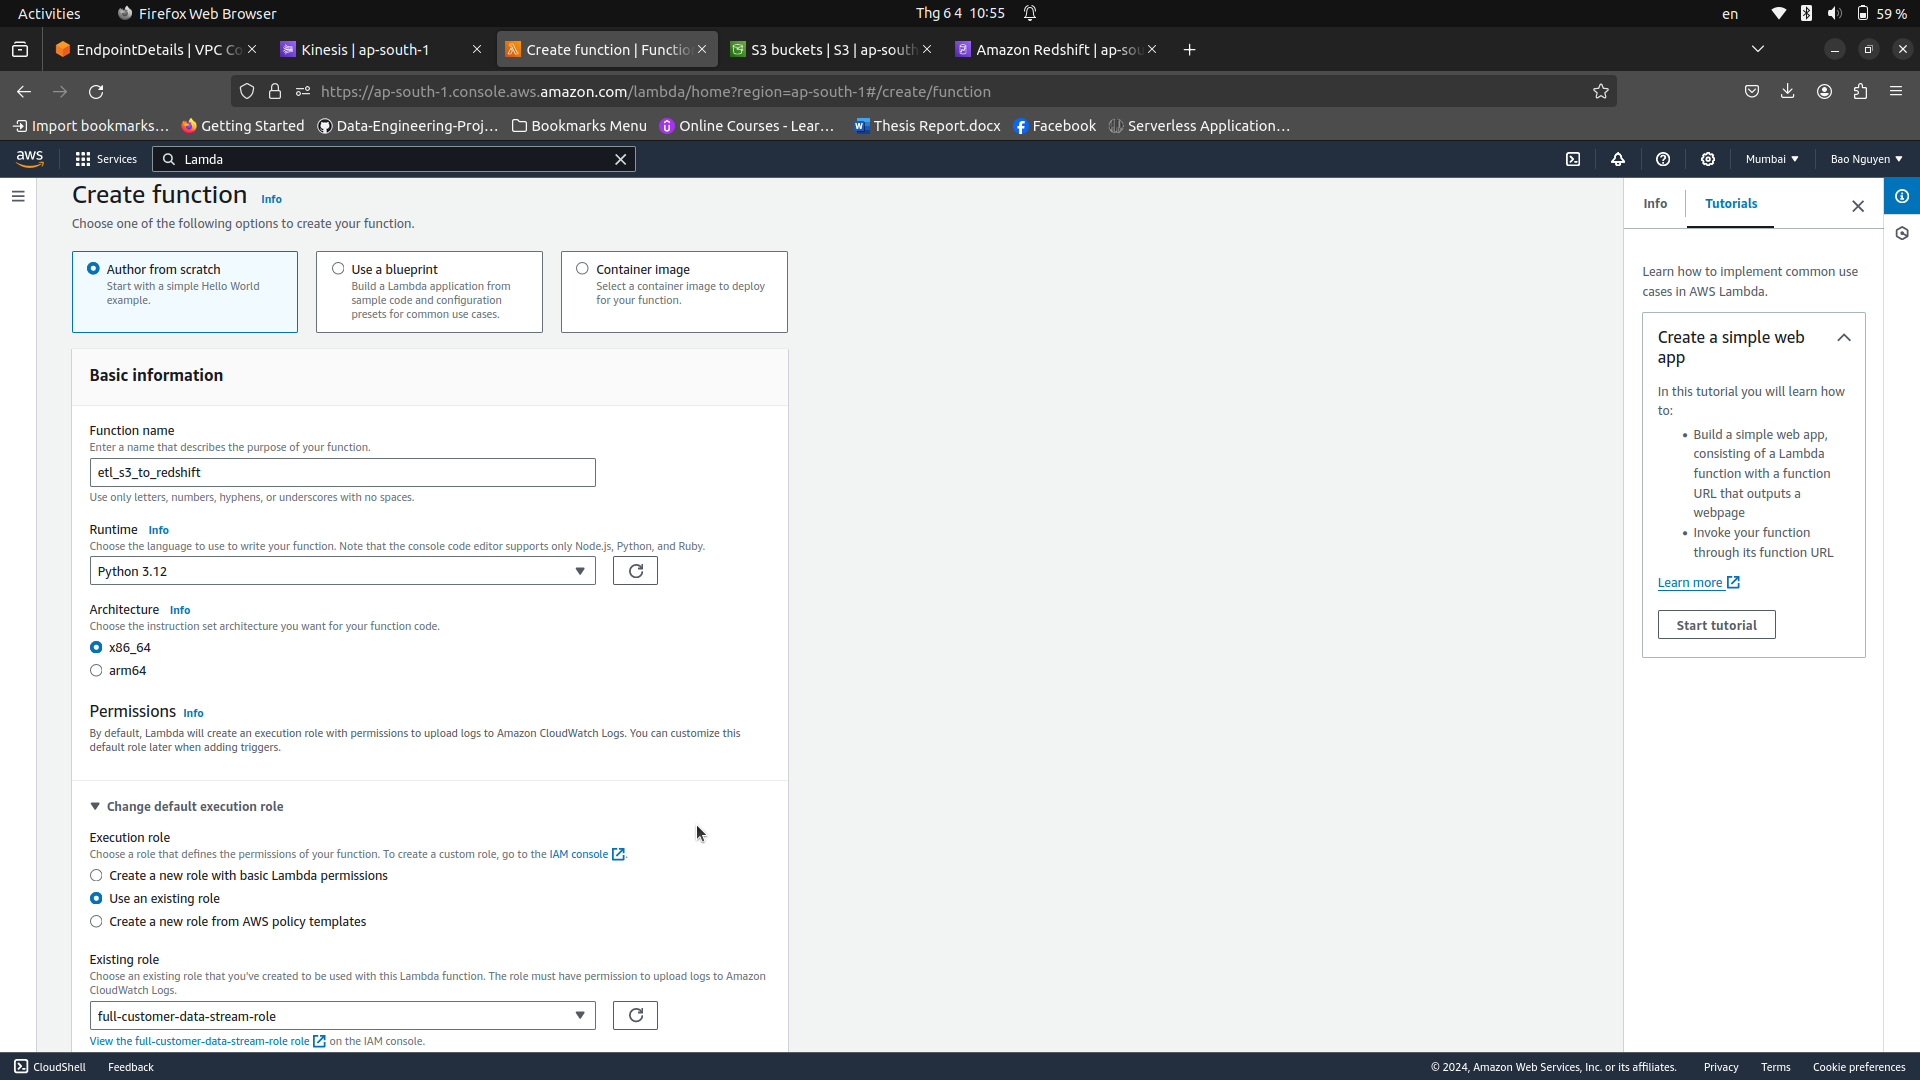 Activities
Firefox Web Browser
Thg 6 4 10:55
en
59 %
EndpointDetails | VPC Co
Kinesis | ap-south-1
Create function | Functio
S3 buckets | S3 | ap-south
Amazon Redshift | ap-sou
https://ap-south-1.console.aws.amazon.com/lambda/home?region=ap-south-1#/create/function
Import bookmarks…
Getting Started
Data-Engineering-Proj…
Bookmarks Menu
Online Courses - Lear…
Thesis Report.docx
Facebook
Serverless Application…
aws
Services
Lamda
Mumbai
Bao Nguyen
Create function Info
Choose one of the following options to create your function.
Author from scratch
Start with a simple Hello World
example.
Use a blueprint
Build a Lambda application from
sample code and configuration
presets for common use cases.
Container image
Select a container image to deploy
for your function.
Basic information
Function name
Enter a name that describes the purpose of your function.
etl_s3_to_redshift
Use only letters, numbers, hyphens, or underscores with no spaces.
Runtime Info
Choose the language to use to write your function. Note that the console code editor supports only Node.js, Python, and Ruby.
Python 3.12
Architecture Info
Choose the instruction set architecture you want for your function code.
x86_64
arm64
Permissions Info
By default, Lambda will create an execution role with permissions to upload logs to Amazon CloudWatch Logs. You can customize this
default role later when adding triggers.
Change default execution role
Execution role
Choose a role that defines the permissions of your function. To create a custom role, go to the IAM console.
Create a new role with basic Lambda permissions
Use an existing role
Create a new role from AWS policy templates
Existing role
Choose an existing role that you've created to be used with this Lambda function. The role must have permission to upload logs to Amazon
CloudWatch Logs.
full-customer-data-stream-role
View the full-customer-data-stream-role role on the IAM console.
Info
Tutorials
Learn how to implement common use
cases in AWS Lambda.
Create a simple web
app
In this tutorial you will learn how
to:
• Build a simple web app,
consisting of a Lambda
function with a function
URL that outputs a
webpage
• Invoke your function
through its function URL
Learn more
Start tutorial
CloudShell
Feedback
© 2024, Amazon Web Services, Inc. or its affiliates.
Privacy
Terms
Cookie preferences